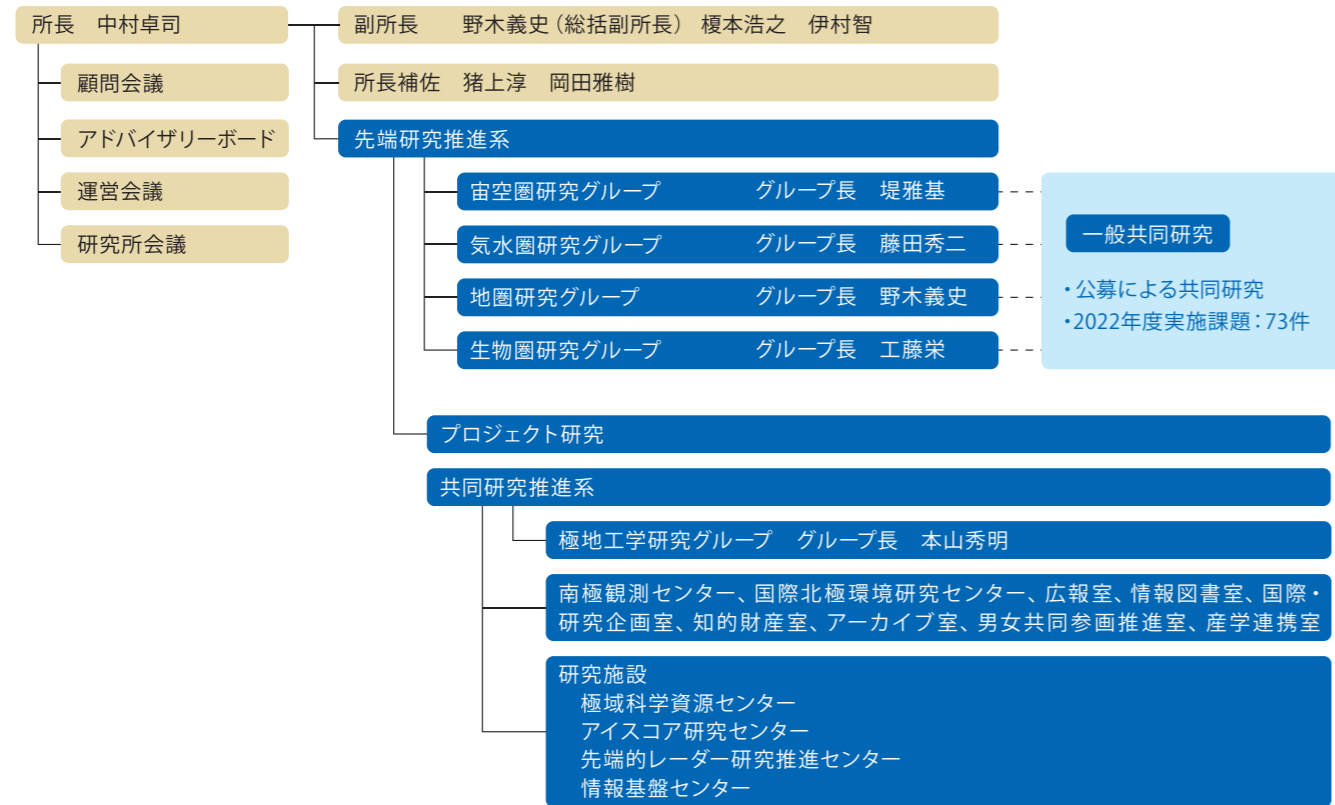 所長　中村卓司
副所長　野木義史（総括副所長） 榎本浩之　伊村智
顧問会議
所長補佐　猪上淳　岡田雅樹
アドバイザリーボード
先端研究推進系
運営会議
研究所会議
宙空圏研究グループ　グループ長　堤雅基
気水圏研究グループ　グループ長　藤田秀二
地圏研究グループ　グループ長　野木義史
生物圏研究グループ　グループ長　工藤栄
一般共同研究
・公募による共同研究
・2022年度実施課題：73件
プロジェクト研究
共同研究推進系
極地工学研究グループ　グループ長　本山秀明
南極観測センター、国際北極環境研究センター、広報室、情報図書室、国際・
研究企画室、知的財産室、アーカイブ室、男女共同参画推進室、産学連携室
研究施設
極域科学資源センター
アイスコア研究センター
先端的レーダー研究推進センター
情報基盤センター